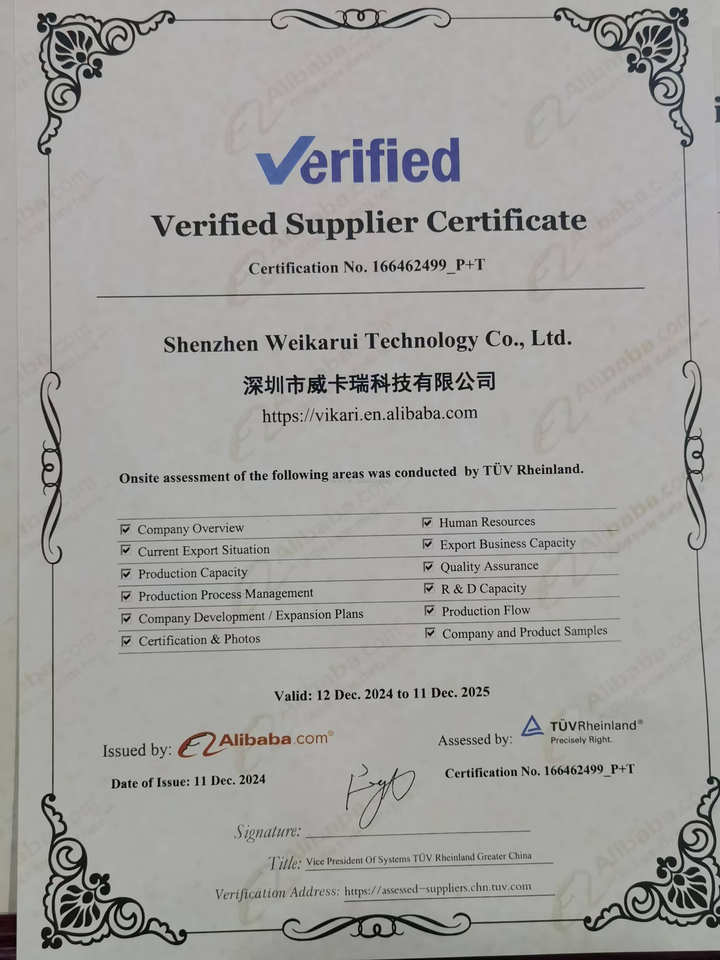 Verified
Verified Supplier Certificate
Certification No. 166462499_P+T
Shenzhen Weikarui Technology Co., Ltd.
深圳市威卡瑞科技有限公司
https://vikari.en.alibaba.com
Onsite assessment of the following areas was conducted by TÜV Rheinland.
Company Overview
Current Export Situation
Production Capacity
Production Process Management
Company Development / Expansion Plans
Certification & Photos
Human Resources
Export Business Capacity
Quality Assurance
R & D Capacity
Production Flow
Company and Product Samples
Valid: 12 Dec. 2024 to 11 Dec. 2025
Issued by: Alibaba.com®
Date of Issue: 11 Dec. 2024
Assessed by: TÜVRheinland®
Precisely Right.
Certification No. 166462499_P+T
Signature:
Title: Vice President Of Systems TÜV Rheinland Greater China
Verification Address: https://assessed-suppliers.chn.tuv.com